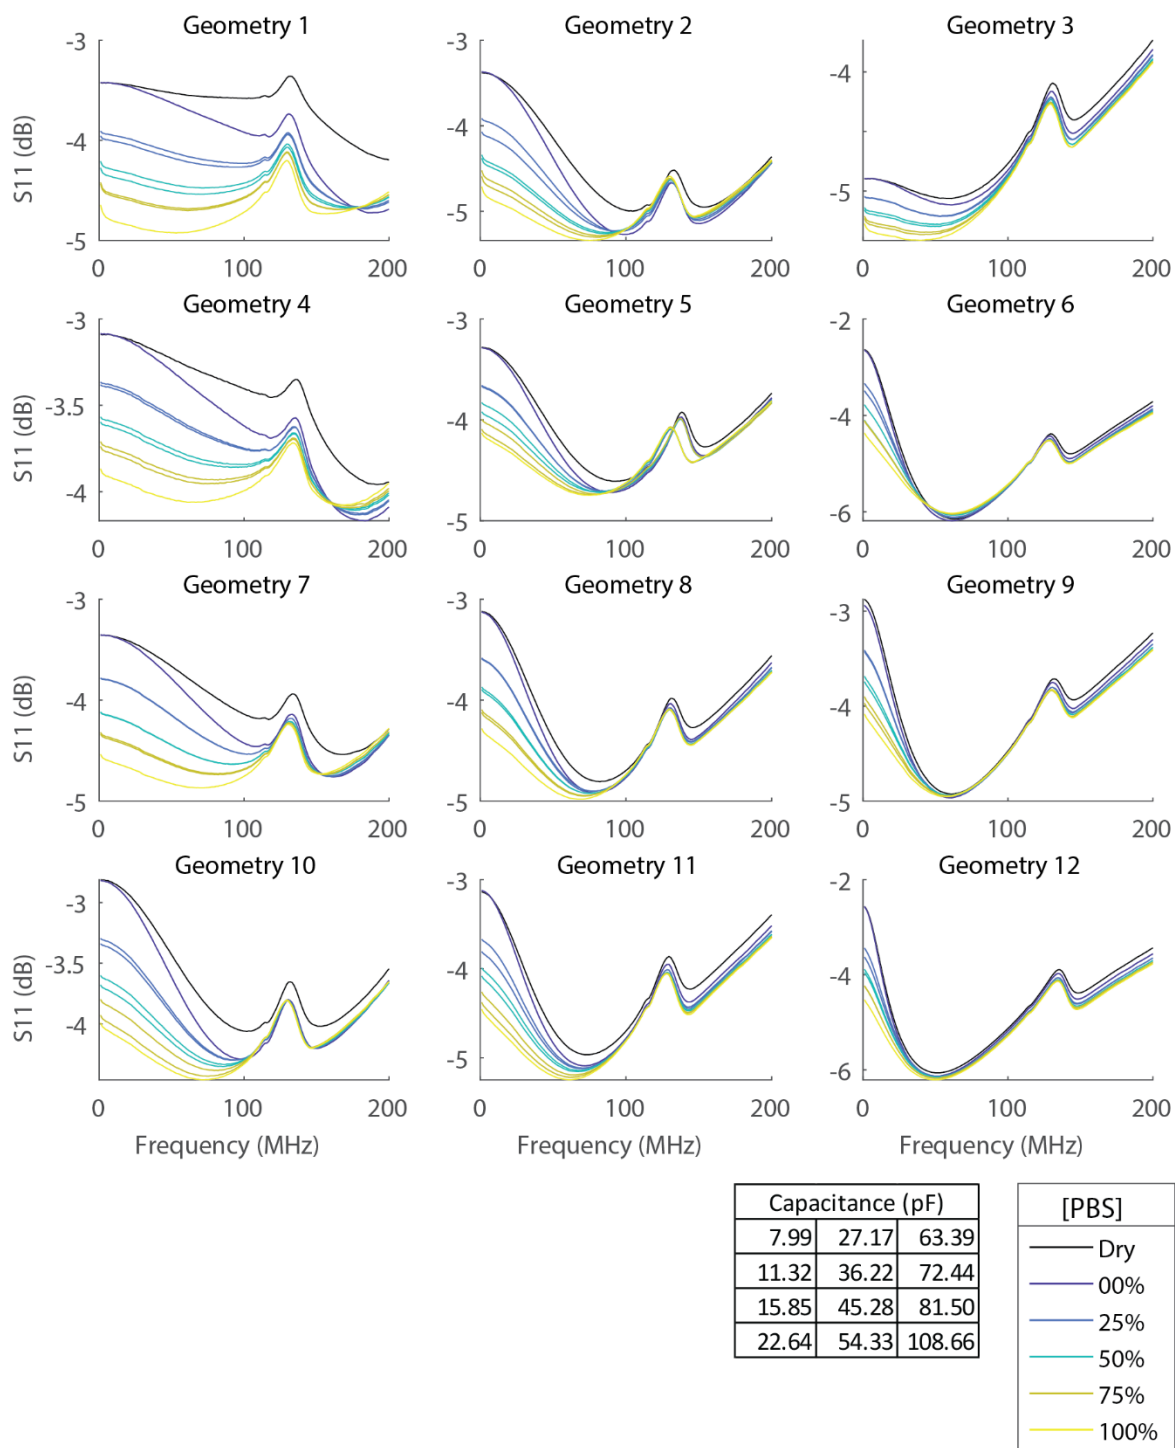 Geometry 1 Geometry 2 Geometry 3
-3 -3
-4
-4 -4
-5
-5 -5
S11 (dB)
0 100 200 0 100 200 0 100 200
Geometry 4 Geometry 5 Geometry 6
-3 -3 -2
-3.5 -4 -4
-4 -5 -6
S11 (dB)
0 100 200 0 100 200 0 100 200
Geometry 7 Geometry 8 Geometry 9
-3 -3 -3
-4 -4 -4
-5 -5 -5
S11 (dB)
0 100 200 0 100 200 0 100 200
Geometry 10 Geometry 11 Geometry 12
-3 -3 -2
-3.5 -4 -4
-4 -5 -6
S11 (dB)
0 100 200 0 100 200 0 100 200
Frequency (MHz) Frequency (MHz) Frequency (MHz)
Capacitance (pF)
7.99 27.17 63.39
11.32 36.22 72.44
15.85 45.28 81.50
22.64 54.33 108.66
[PBS]
Dry
00%
25%
50%
75%
100%